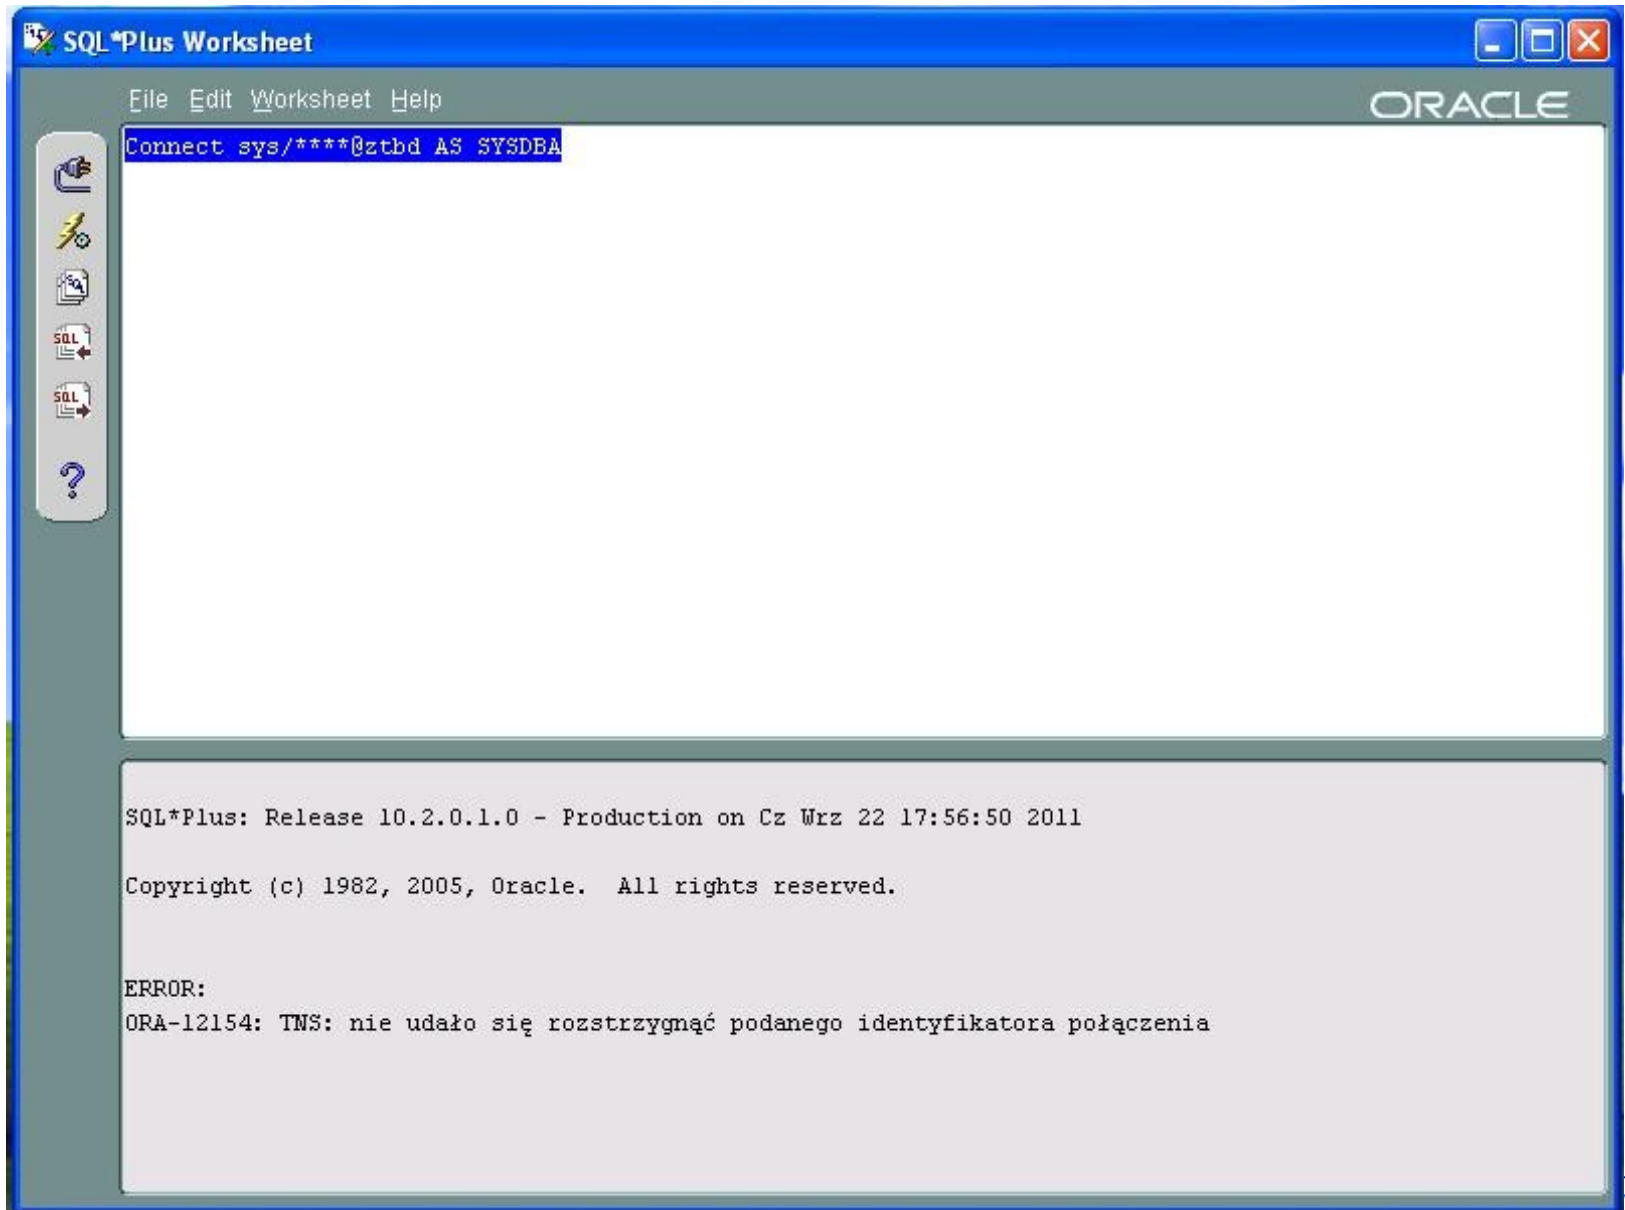 SQL*Plus Worksheet
File Edit Worksheet Help
ORACLE
Connect sys/****@ztbd AS SYSDBA
SQL
SQL
SQL*Plus: Release 10.2.0.1.0 - Production on Cz Wrz 22 17:56:50 2011
Copyright (c) 1982, 2005, Oracle.  All rights reserved.
ERROR:
ORA-12154: TNS: nie udało się rozstrzygnąć podanego identyfikatora połączenia